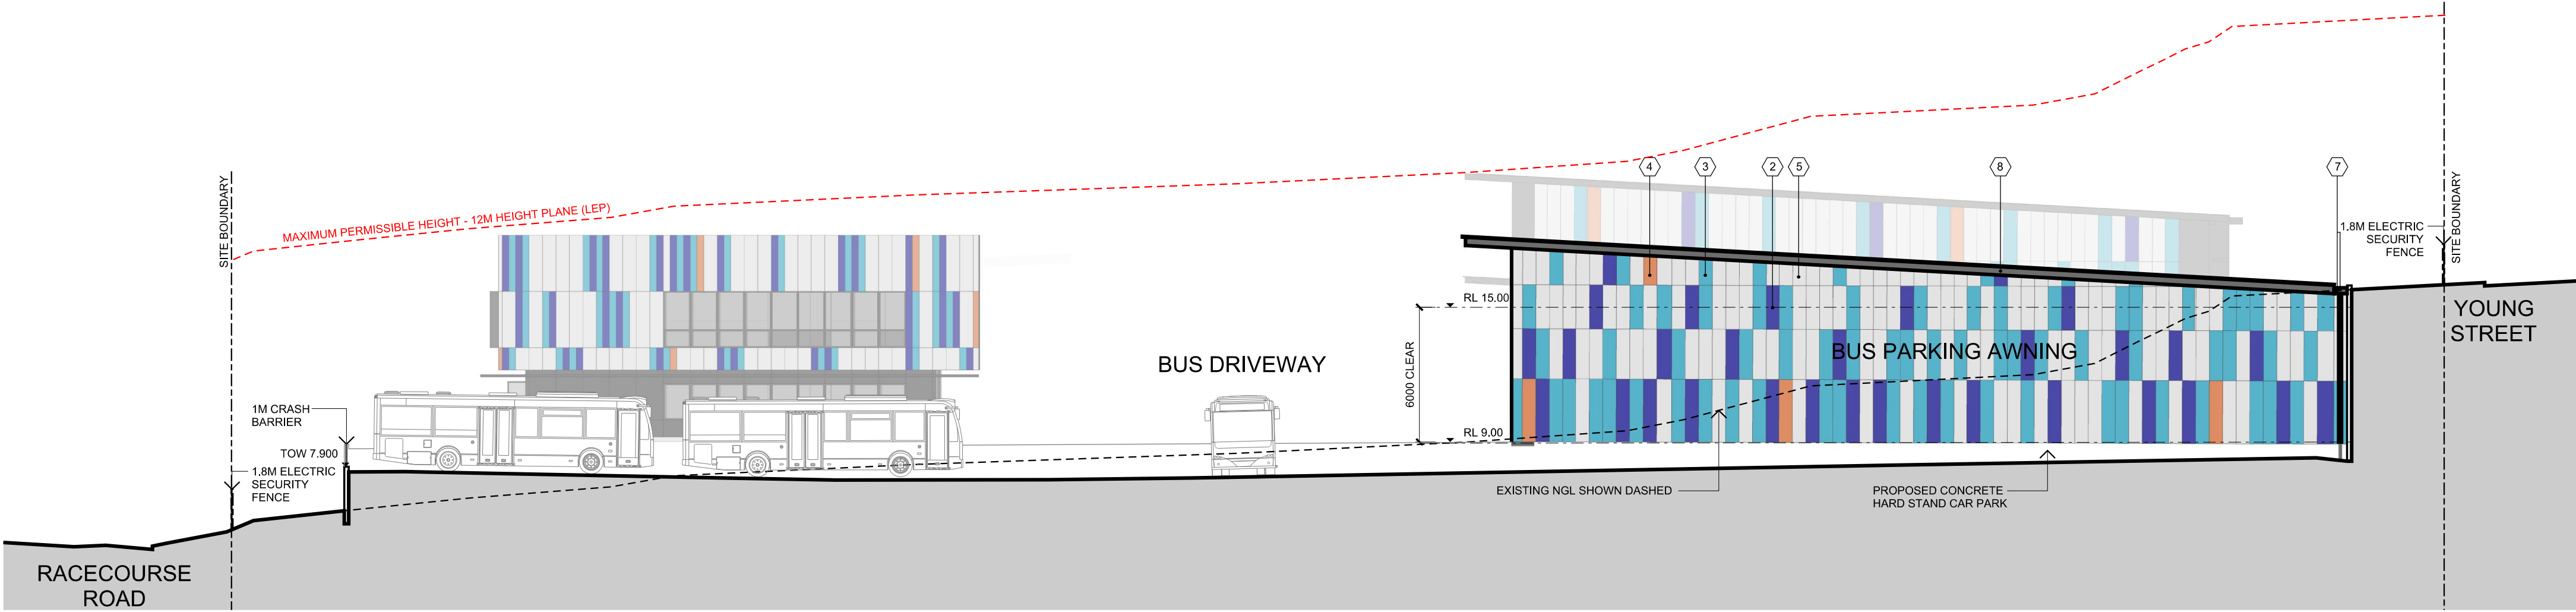 SITE BOUNDARY
MAXIMUM PERMISSIBLE HEIGHT - 12M HEIGHT PLANE (LEP)
4
3
2
5
8
7
SITE BOUNDARY
1.8M ELECTRIC
SECURITY
FENCE
RL 15.00
YOUNG
STREET
BUS DRIVEWAY
6000 CLEAR
BUS PARKING AWNING
1M CRASH
BARRIER
RL 9.00
TOW 7.900
1.8M ELECTRIC
SECURITY
FENCE
EXISTING NGL SHOWN DASHED
PROPOSED CONCRETE
HARD STAND CAR PARK
RACECOURSE
ROAD